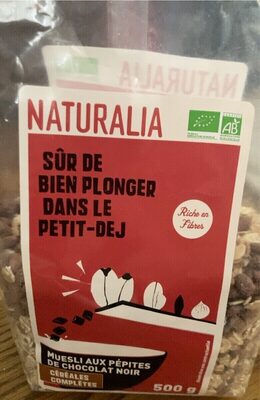 NATURALIA
NATURALIA
AB
SÛR DE
BIEN PLONGER
DANS LE
PETIT-DEJ
Riche en
Fibres
MUESLI AUX PÉPITES
DE CHOCOLAT NOIR
CÉRÉALES
COMPLÈTES
500 g